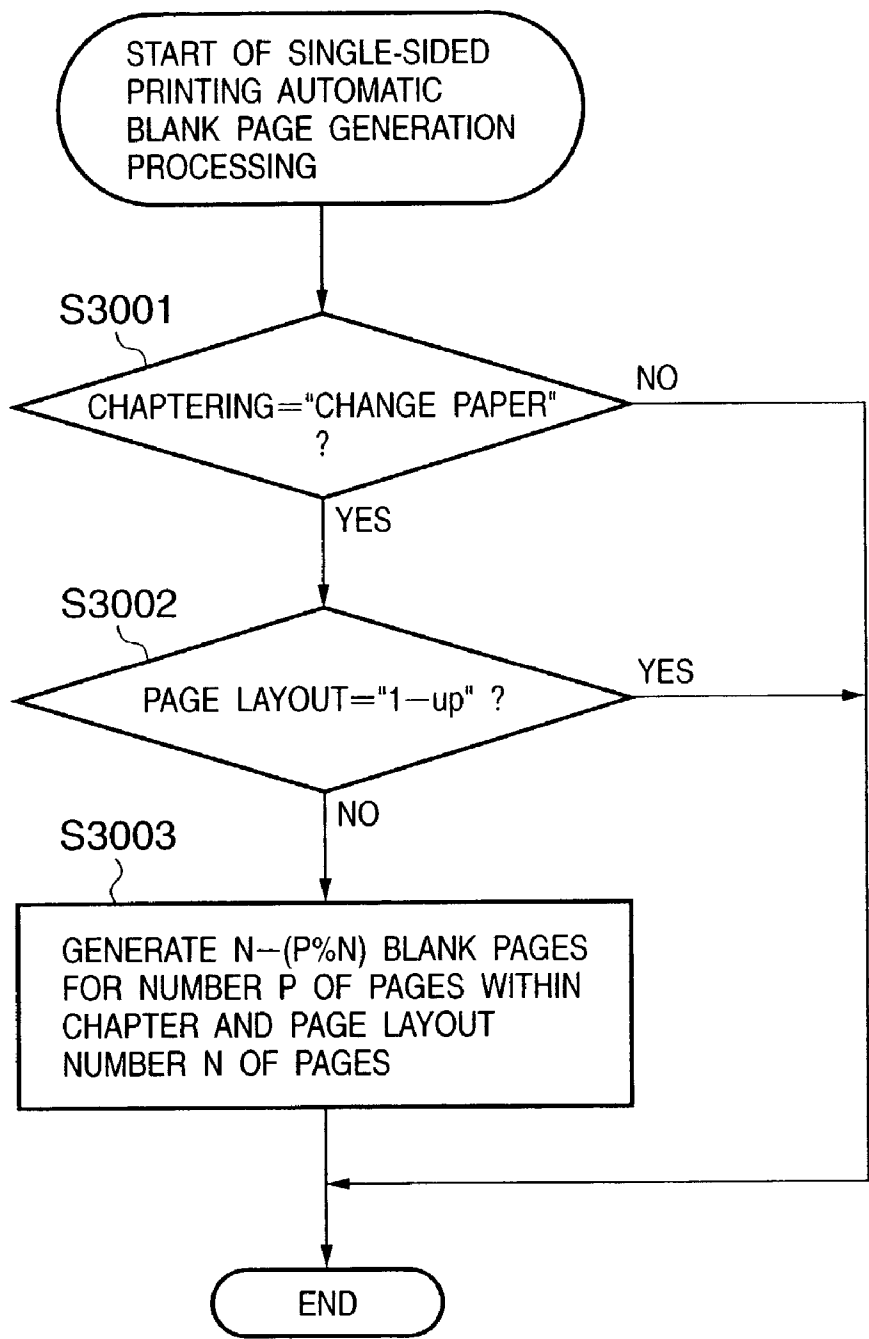 START OF SINGLE-SIDED
PRINTING AUTOMATIC
BLANK PAGE GENERATION
PROCESSING
S3001
CHAPTERING="CHANGE PAPER"
?
NO
YES
S3002
PAGE LAYOUT="1-up" ?
YES
NO
S3003
GENERATE N-(P%N) BLANK PAGES
FOR NUMBER P OF PAGES WITHIN
CHAPTER AND PAGE LAYOUT
NUMBER N OF PAGES
END